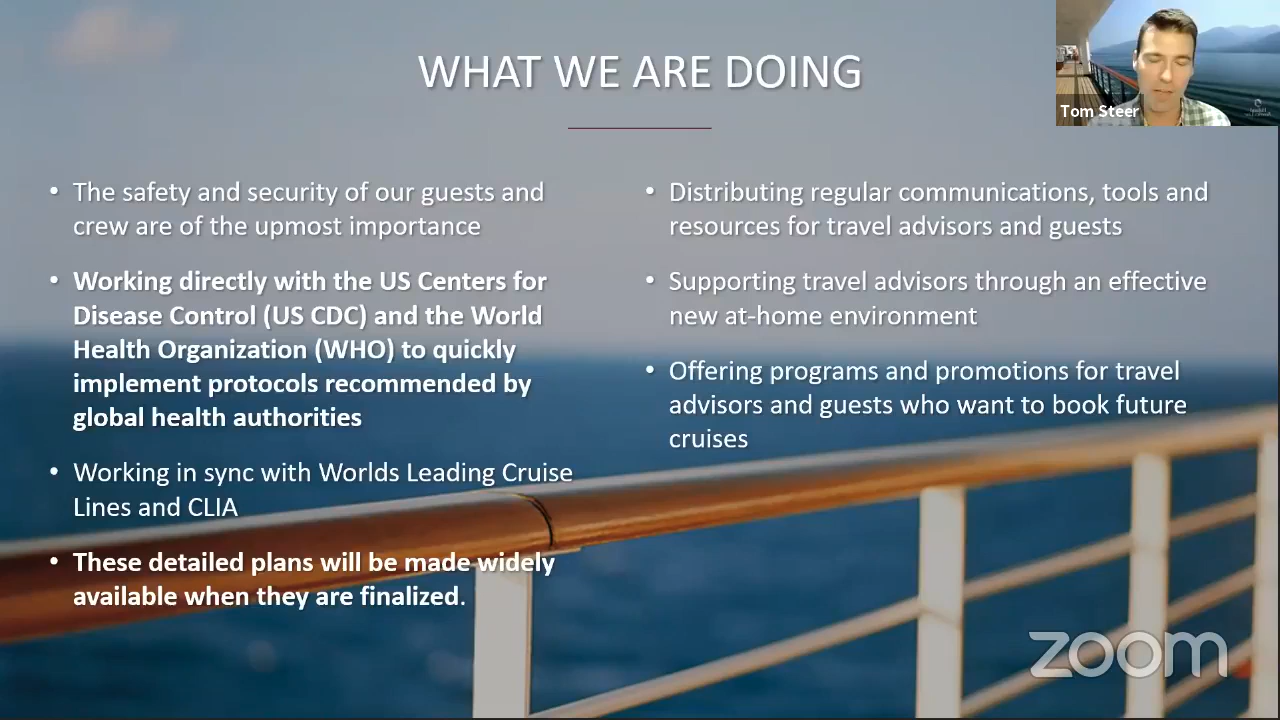 WHAT WE ARE DOING
Tom Steer
• The safety and security of our guests and
crew are of the upmost importance
• Working directly with the US Centers for
Disease Control (US CDC) and the World
Health Organization (WHO) to quickly
implement protocols recommended by
global health authorities
• Working in sync with Worlds Leading Cruise
Lines and CLIA
• These detailed plans will be made widely
available when they are finalized.
• Distributing regular communications, tools and
resources for travel advisors and guests
• Supporting travel advisors through an effective
new at-home environment
• Offering programs and promotions for travel
advisors and guests who want to book future
cruises
zoom